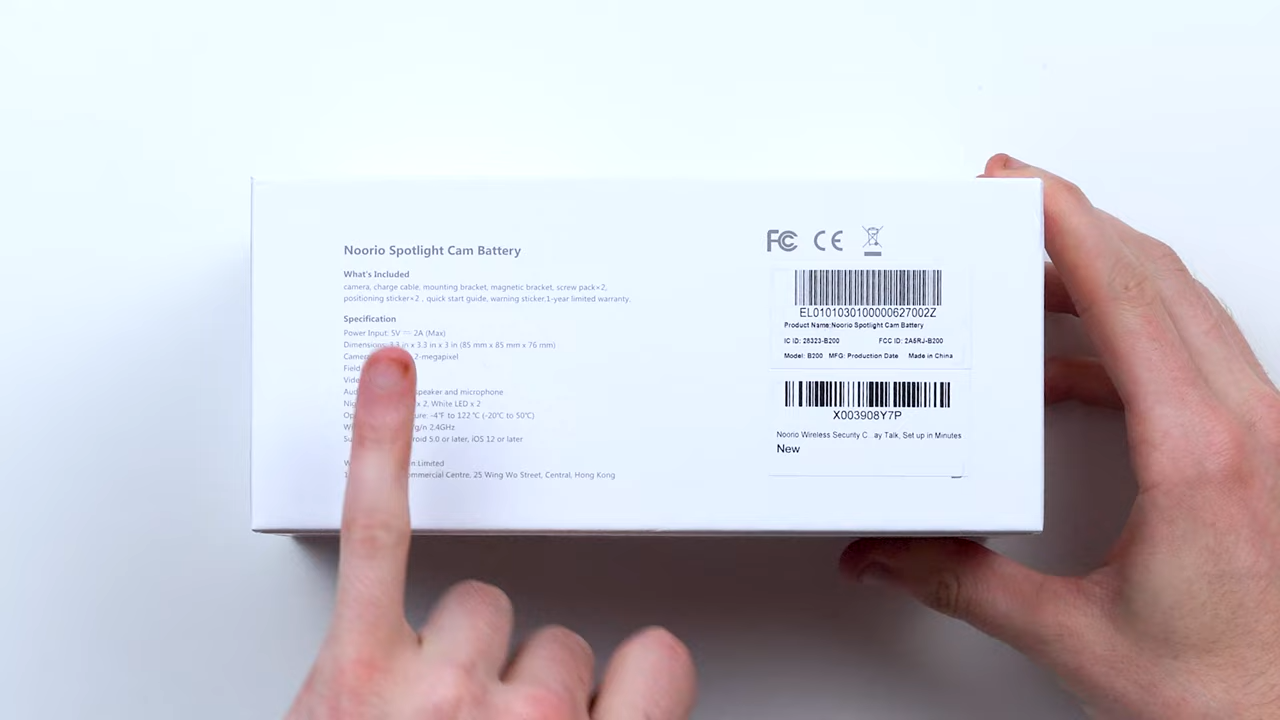 Noorio Spotlight Cam Battery
What's Included
camera, charge cable, mounting bracket, magnetic bracket, screw pack×2,
positioning sticker×2 , quick start guide, warning sticker,1-year limited warranty.
Specification
Power Input: 5V ⎓ 2A (Max)
Dimensions: 3.3 in x 3.3 in x 3 in (85 mm x 85 mm x 76 mm)
2-megapixel
speaker and microphone
x 2, White LED x 2
-4℉ to 122 ℃ (-20℃ to 50℃)
2.4GHz
5.0 or later, iOS 12 or later
Limited
Centre, 25 Wing Wo Street, Central, Hong Kong
FC CE
EL0101030100000627002Z
Product Name:Noorio Spotlight Cam Battery
IC ID: 28323-B200 FCC ID: 2A6RJ-B200
Model: B200 MFG: Production Date Made in China
X003908Y7P
Noorio Wireless Security C...ay Talk, Set up in Minutes
New